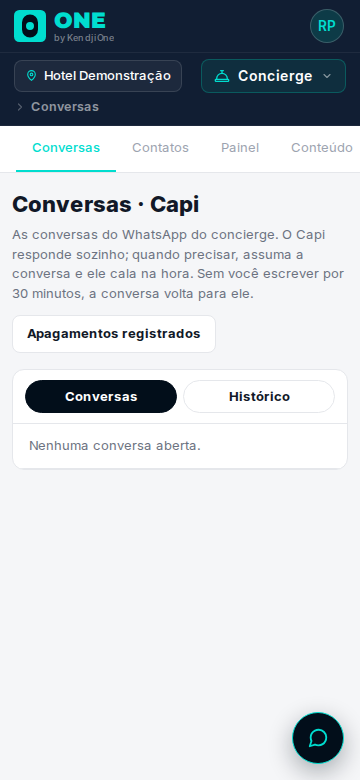 ONE
by KendjiOne
RP
Hotel Demonstração
Concierge
Conversas
Conversas
Contatos
Painel
Conteúdo
Conversas · Capi
As conversas do WhatsApp do concierge. O Capi
responde sozinho; quando precisar, assuma a
conversa e ele cala na hora. Sem você escrever por
30 minutos, a conversa volta para ele.
Apagamentos registrados
Conversas
Histórico
Nenhuma conversa aberta.